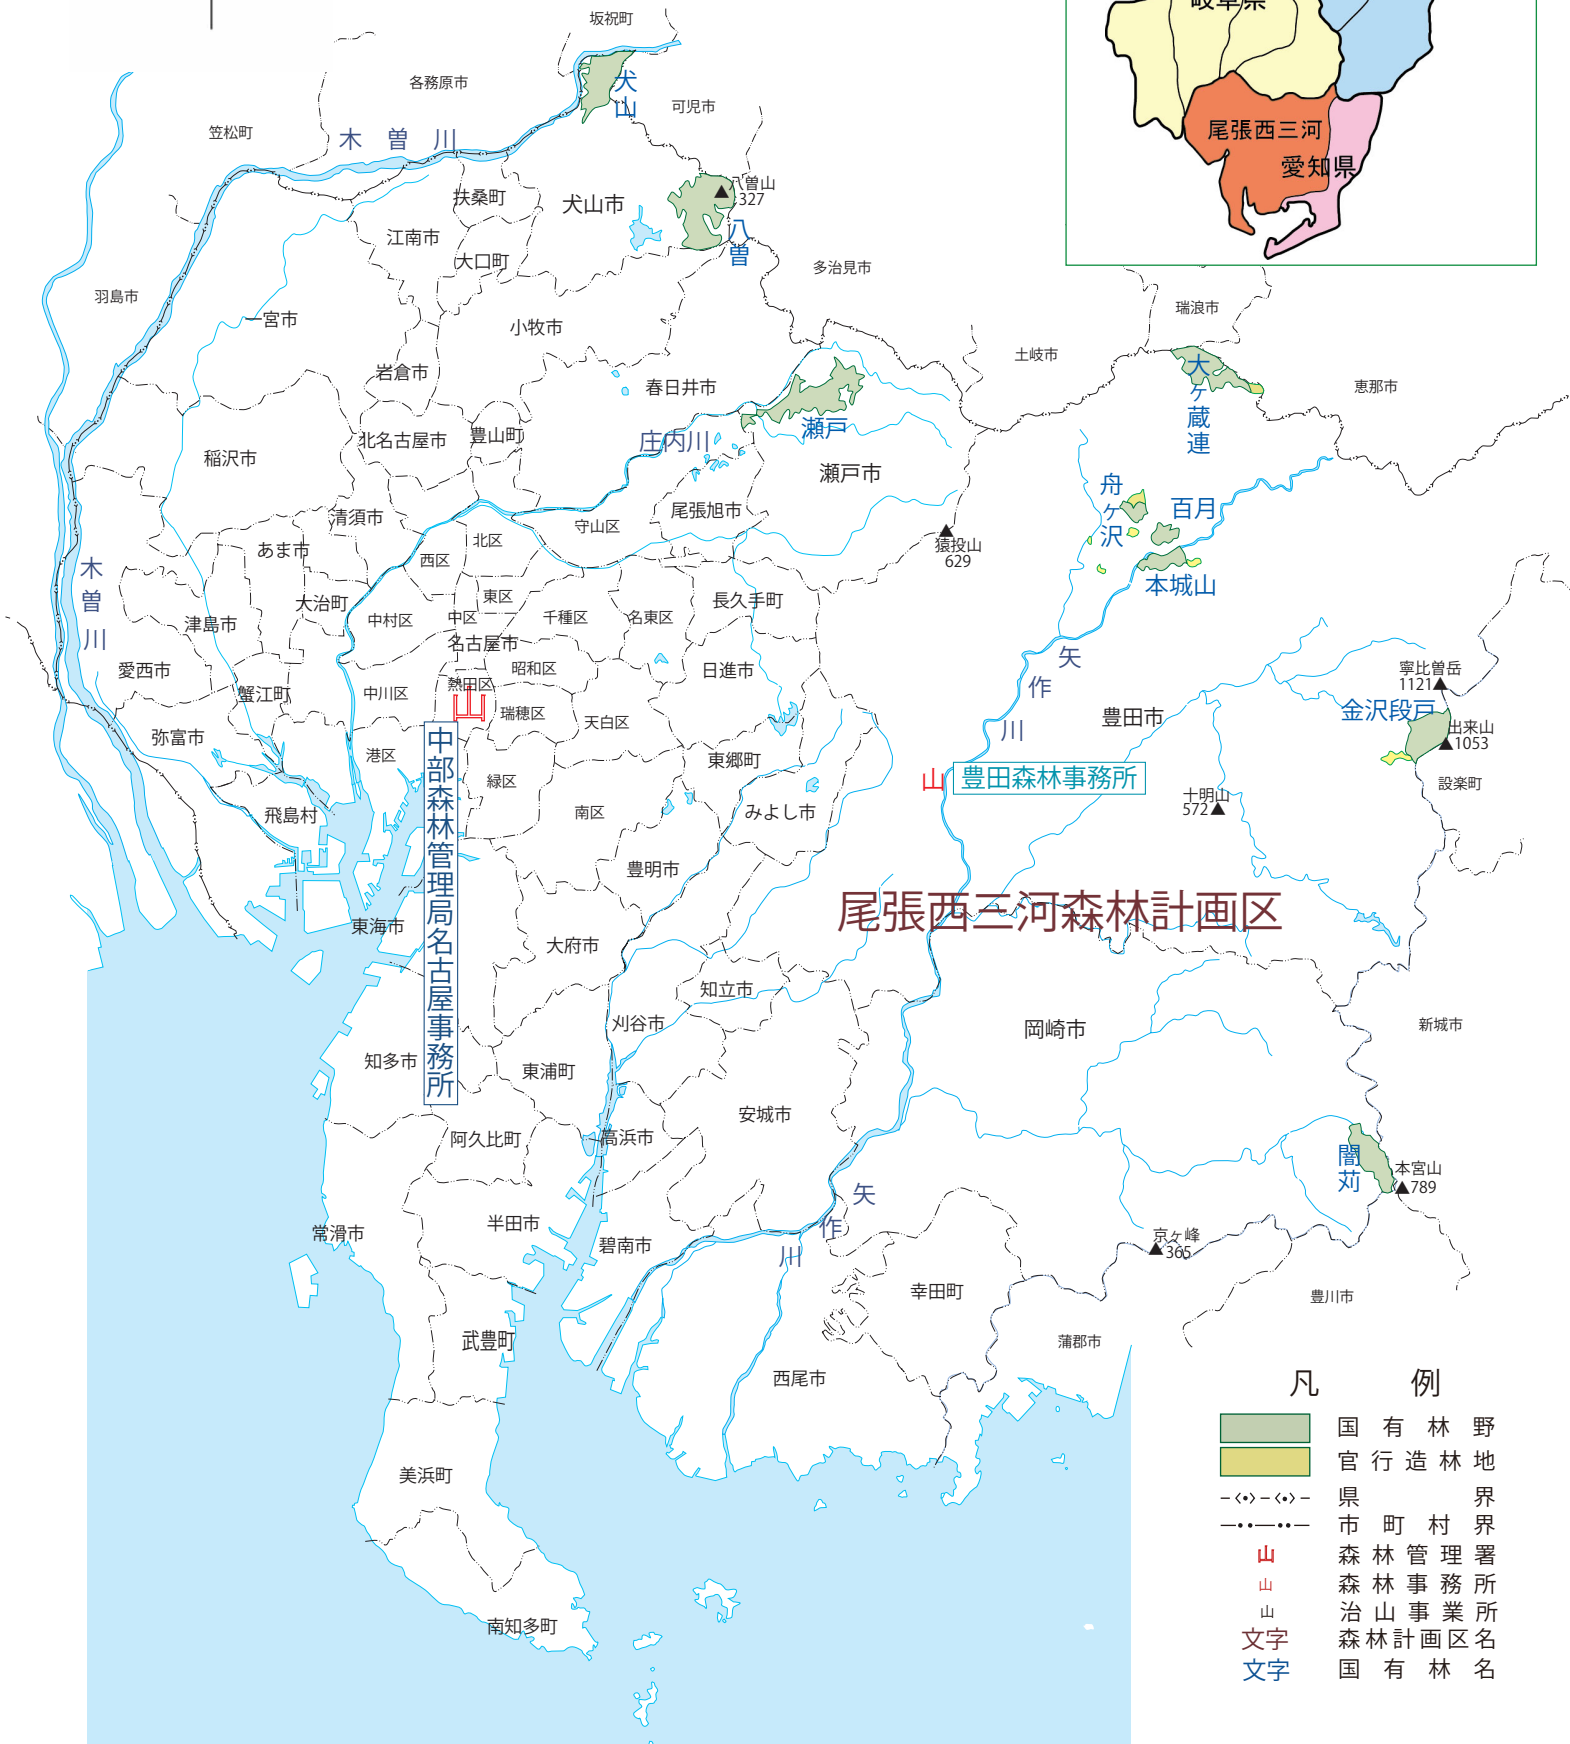 岐阜県
尾張西三河
愛知県
坂祝町
各務原市
犬山
可児市
笠松町
木曽川
八曽山
327
扶桑町
犬山市
江南市
八曽
大口町
多治見市
羽島市
瑞浪市
一宮市
小牧市
土岐市
岩倉市
大ヶ蔵連
恵那市
春日井市
北名古屋市
豊山町
庄内川
瀬戸
稲沢市
瀬戸市
舟ヶ沢
百月
清須市
尾張旭市
守山区
北区
あま市
西区
猿投山
629
木曽川
本城山
東区
大治町
長久手町
中村区
中区
千種区
名東区
津島市
名古屋市
矢作川
愛西市
昭和区
日進市
寧比曽岳
1121
蟹江町
中川区
熱田区
山
瑞穂区
天白区
豊田市
金沢段戸
出来山
1053
弥富市
港区
中部森林管理局名古屋事務所
緑区
東郷町
山
豊田森林事務所
設楽町
飛島村
南区
みよし市
十明山
572
豊明市
尾張西三河森林計画区
東海市
大府市
知立市
刈谷市
岡崎市
新城市
知多市
東浦町
安城市
阿久比町
高浜市
闇苅
本宮山
789
矢作川
常滑市
半田市
碧南市
京ヶ峰
365
幸田町
豊川市
武豊町
蒲郡市
西尾市
凡例
国有林野
官行造林地
美浜町
県界
市町村界
山 森林管理署
山 森林事務所
山 治山事業所
文字 森林計画区名
文字 国有林名
南知多町